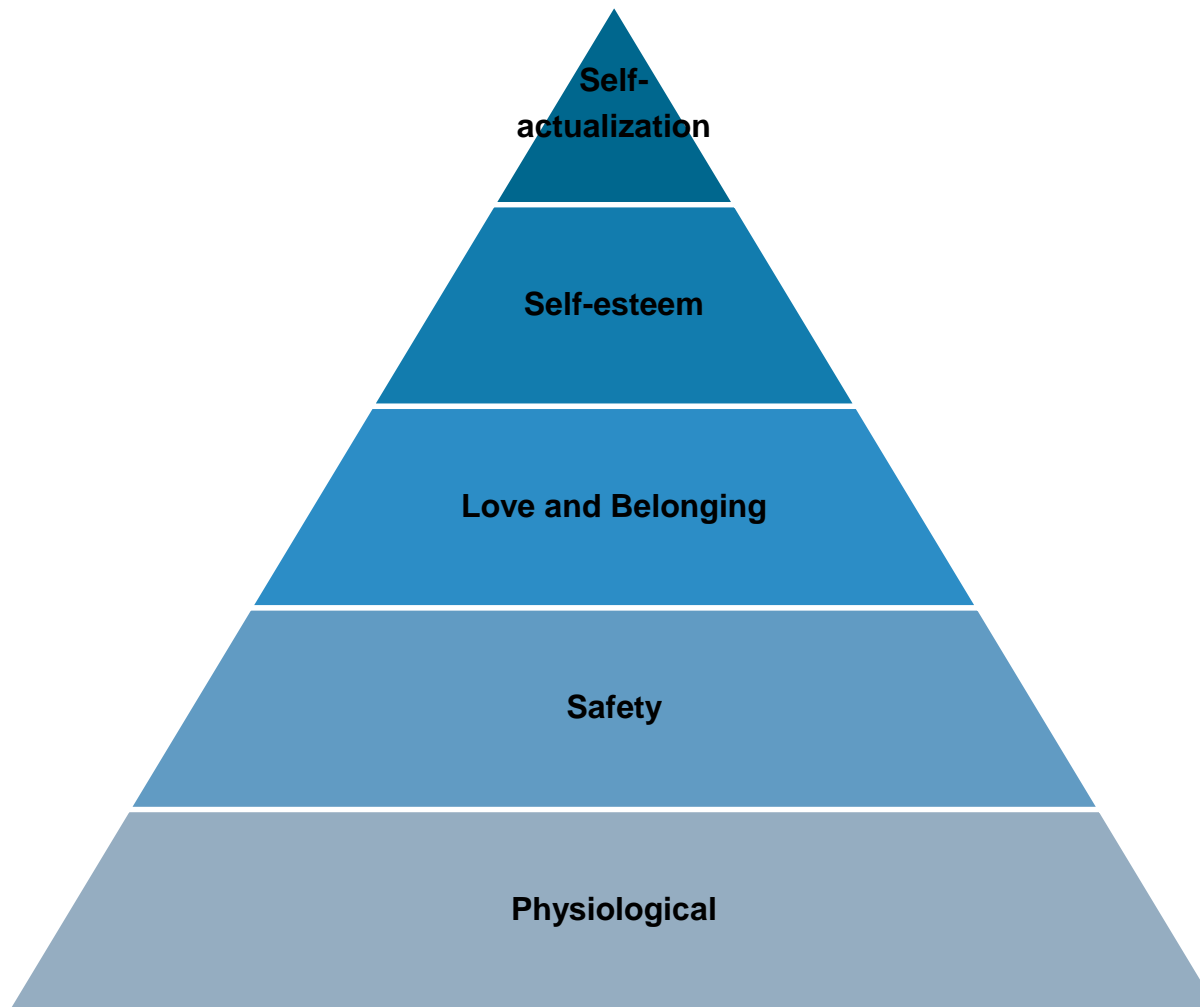 Self-
actualization
Self-esteem
Love and Belonging
Safety
Physiological